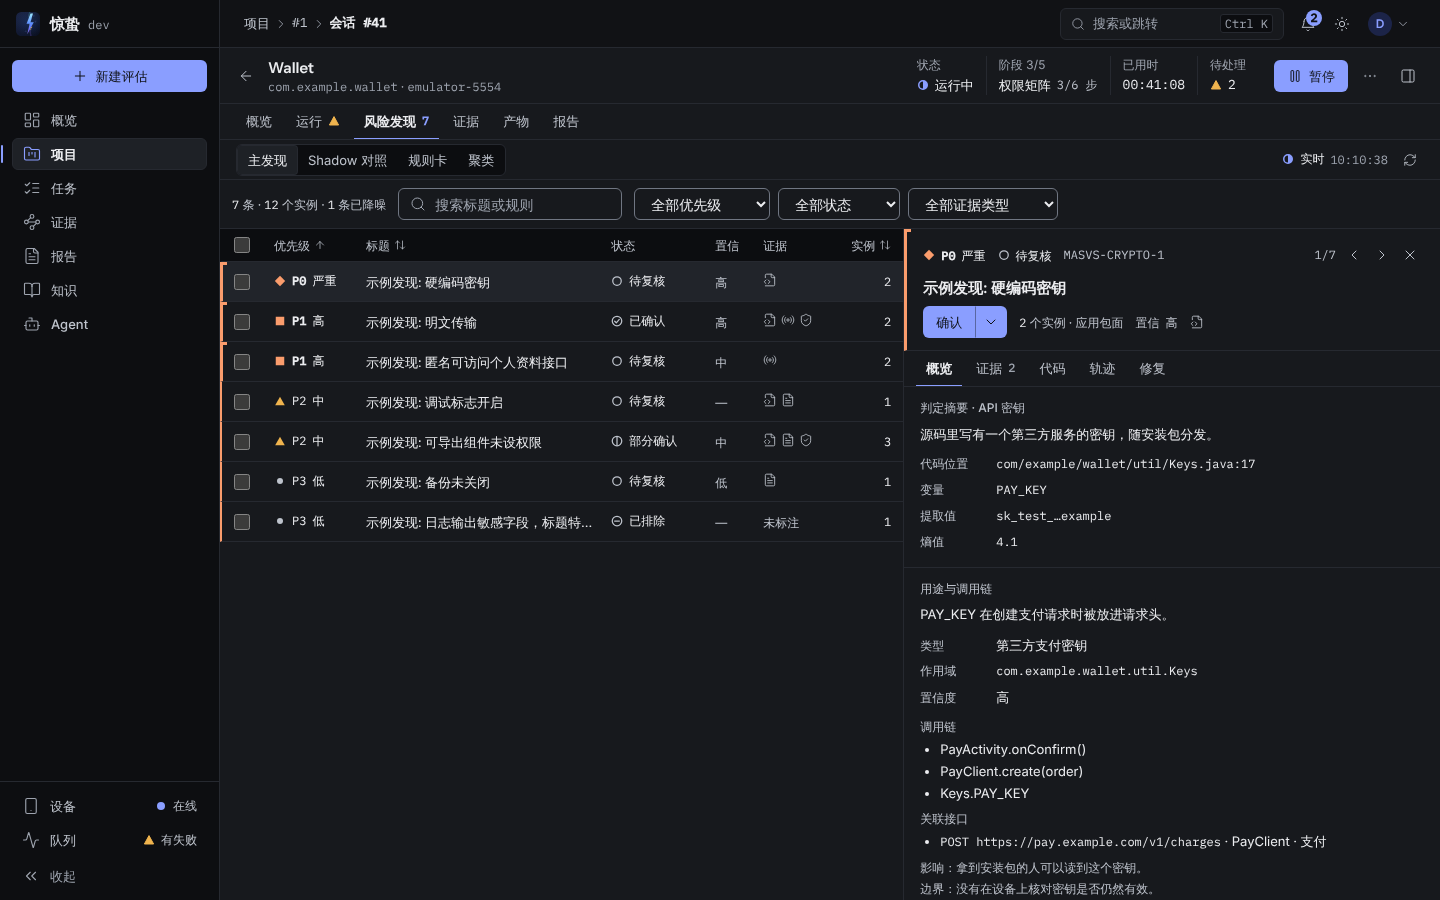 惊蛰 dev
项目 > #1 > 会话 #41
搜索或跳转 Ctrl K
2
D
新建评估
概览
项目
任务
证据
报告
知识
Agent
设备 在线
队列 有失败
收起
Wallet
com.example.wallet · emulator-5554
状态
运行中
阶段 3/5
权限矩阵 3/6 步
已用时
00:41:08
待处理
2
暂停
概览 运行 风险发现 7 证据 产物 报告
主发现 Shadow 对照 规则卡 聚类
实时 10:10:38
7 条 · 12 个实例 · 1 条已降噪
搜索标题或规则
全部优先级
全部状态
全部证据类型
优先级 标题 状态 置信 证据 实例
P0 严重 示例发现: 硬编码密钥 待复核 高 2
P1 高 示例发现: 明文传输 已确认 高 2
P1 高 示例发现: 匿名可访问个人资料接口 待复核 中 2
P2 中 示例发现: 调试标志开启 待复核 — 1
P2 中 示例发现: 可导出组件未设权限 部分确认 中 3
P3 低 示例发现: 备份未关闭 待复核 低 1
P3 低 示例发现: 日志输出敏感字段，标题特... 已排除 — 未标注 1
P0 严重 待复核 MASVS-CRYPTO-1 1/7
示例发现: 硬编码密钥
确认 2 个实例 · 应用包面 置信 高
概览 证据 2 代码 轨迹 修复
判定摘要 · API 密钥
源码里写有一个第三方服务的密钥，随安装包分发。
代码位置 com/example/wallet/util/Keys.java:17
变量 PAY_KEY
提取值 sk_test_…example
熵值 4.1
用途与调用链
PAY_KEY 在创建支付请求时被放进请求头。
类型 第三方支付密钥
作用域 com.example.wallet.util.Keys
置信度 高
调用链
• PayActivity.onConfirm()
• PayClient.create(order)
• Keys.PAY_KEY
关联接口
• POST https://pay.example.com/v1/charges · PayClient · 支付
影响：拿到安装包的人可以读到这个密钥。
边界：没有在设备上核对密钥是否仍然有效。